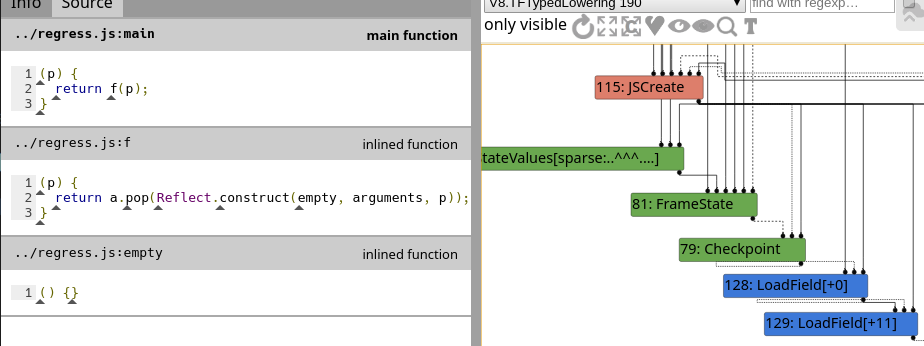 Info Source
../regress.js:main main function
1 (p) {
2 return f(p);
3 }
../regress.js:f inlined function
1 (p) {
2 return a.pop(Reflect.construct(empty, arguments, p));
3 }
../regress.js:empty inlined function
1 () {}
V8.TFTypedLowering 190
find with regexp…
only visible
T
115: JSCreate
tateValues[sparse:..^^^....]
81: FrameState
79: Checkpoint
128: LoadField[+0]
129: LoadField[+11]